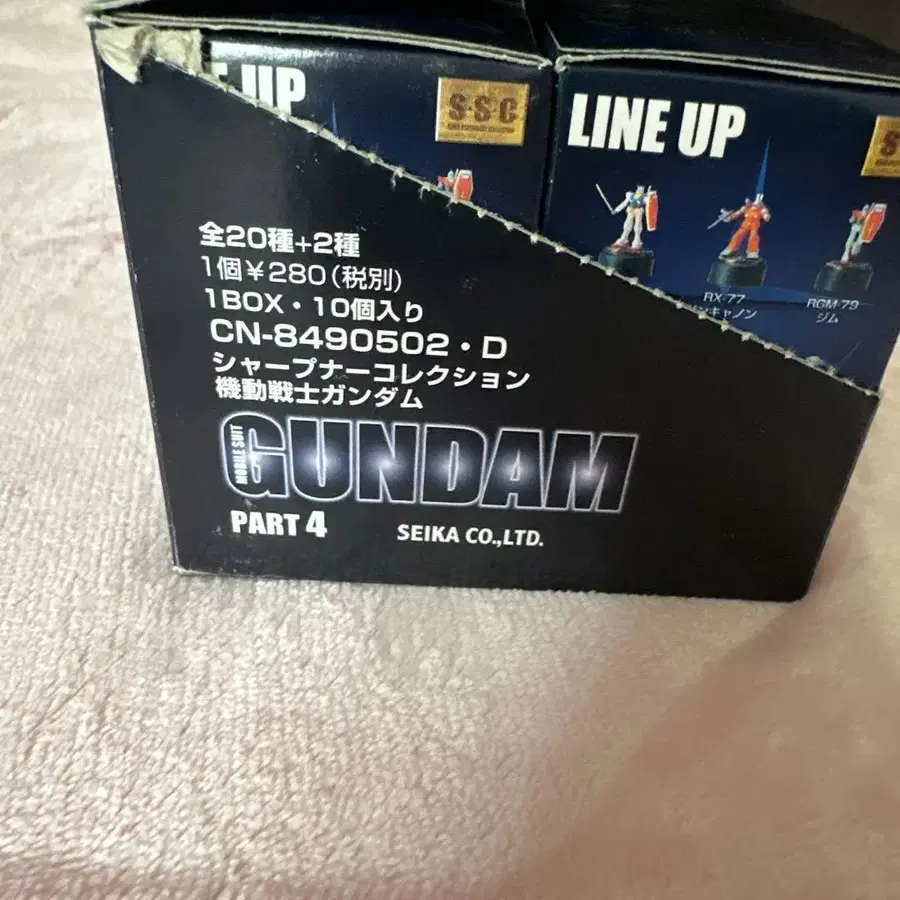 LINE UP
UP
S·S·C
全20種+2種
1個￥280(税別)
1BOX・10個入り
CN-8490502・D
シャープナーコレクション
機動戦士ガンダム
MOBILE SUIT
GUNDAM
PART 4
SEIKA CO.,LTD.
RX-77
RGM-79
ジム